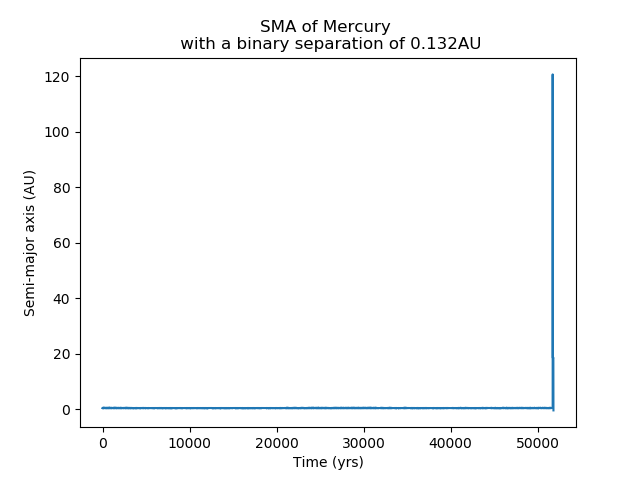 SMA of Mercury
with a binary separation of 0.132AU
120
100
80
60
40
20
0
Semi-major axis (AU)
0 10000 20000 30000 40000 50000
Time (yrs)